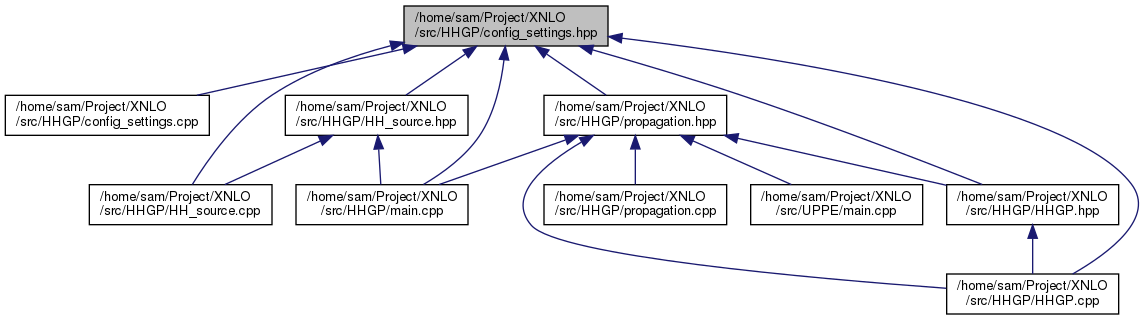 /home/sam/Project/XNLO
/src/HHGP/config_settings.hpp
/home/sam/Project/XNLO
/src/HHGP/config_settings.cpp
/home/sam/Project/XNLO
/src/HHGP/HH_source.hpp
/home/sam/Project/XNLO
/src/HHGP/propagation.hpp
/home/sam/Project/XNLO
/src/HHGP/HH_source.cpp
/home/sam/Project/XNLO
/src/HHGP/main.cpp
/home/sam/Project/XNLO
/src/HHGP/propagation.cpp
/home/sam/Project/XNLO
/src/UPPE/main.cpp
/home/sam/Project/XNLO
/src/HHGP/HHGP.hpp
/home/sam/Project/XNLO
/src/HHGP/HHGP.cpp